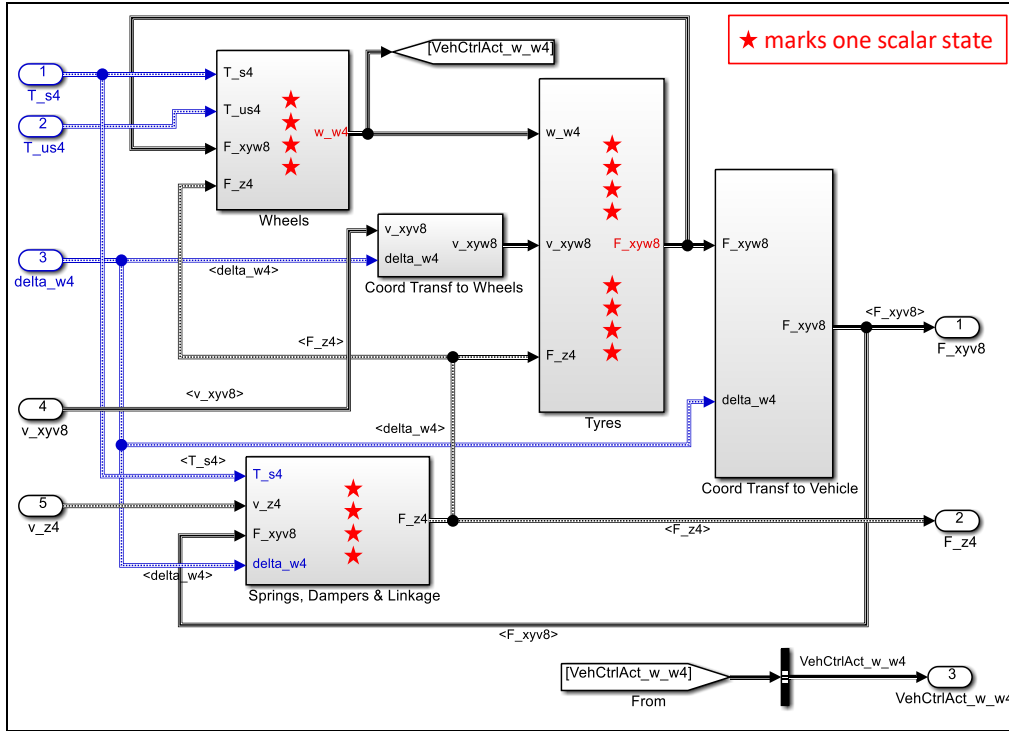 [VehCtrlAct_w_w4]
★ marks one scalar state
1
T_s4
2
T_us4
T_s4
T_us4
F_xyw8
F_z4
w_w4
Wheels
3
delta_w4
<delta_w4>
v_xyv8
delta_w4
v_xyw8
Coord Transf to Wheels
w_w4
v_xyw8
F_z4
F_xyw8
Tyres
F_xyw8
delta_w4
F_xyv8
Coord Transf to Vehicle
<F_xyv8>
1
F_xyv8
<F_z4>
<v_xyv8>
4
v_xyv8
<delta_w4>
<T_s4>
5
v_z4
T_s4
v_z4
F_xyv8
delta_w4
F_z4
Springs, Dampers & Linkage
<delta_w4>
<F_z4>
2
F_z4
<F_xyv8>
[VehCtrlAct_w_w4]
From
VehCtrlAct_w_w4
3
VehCtrlAct_w_w4